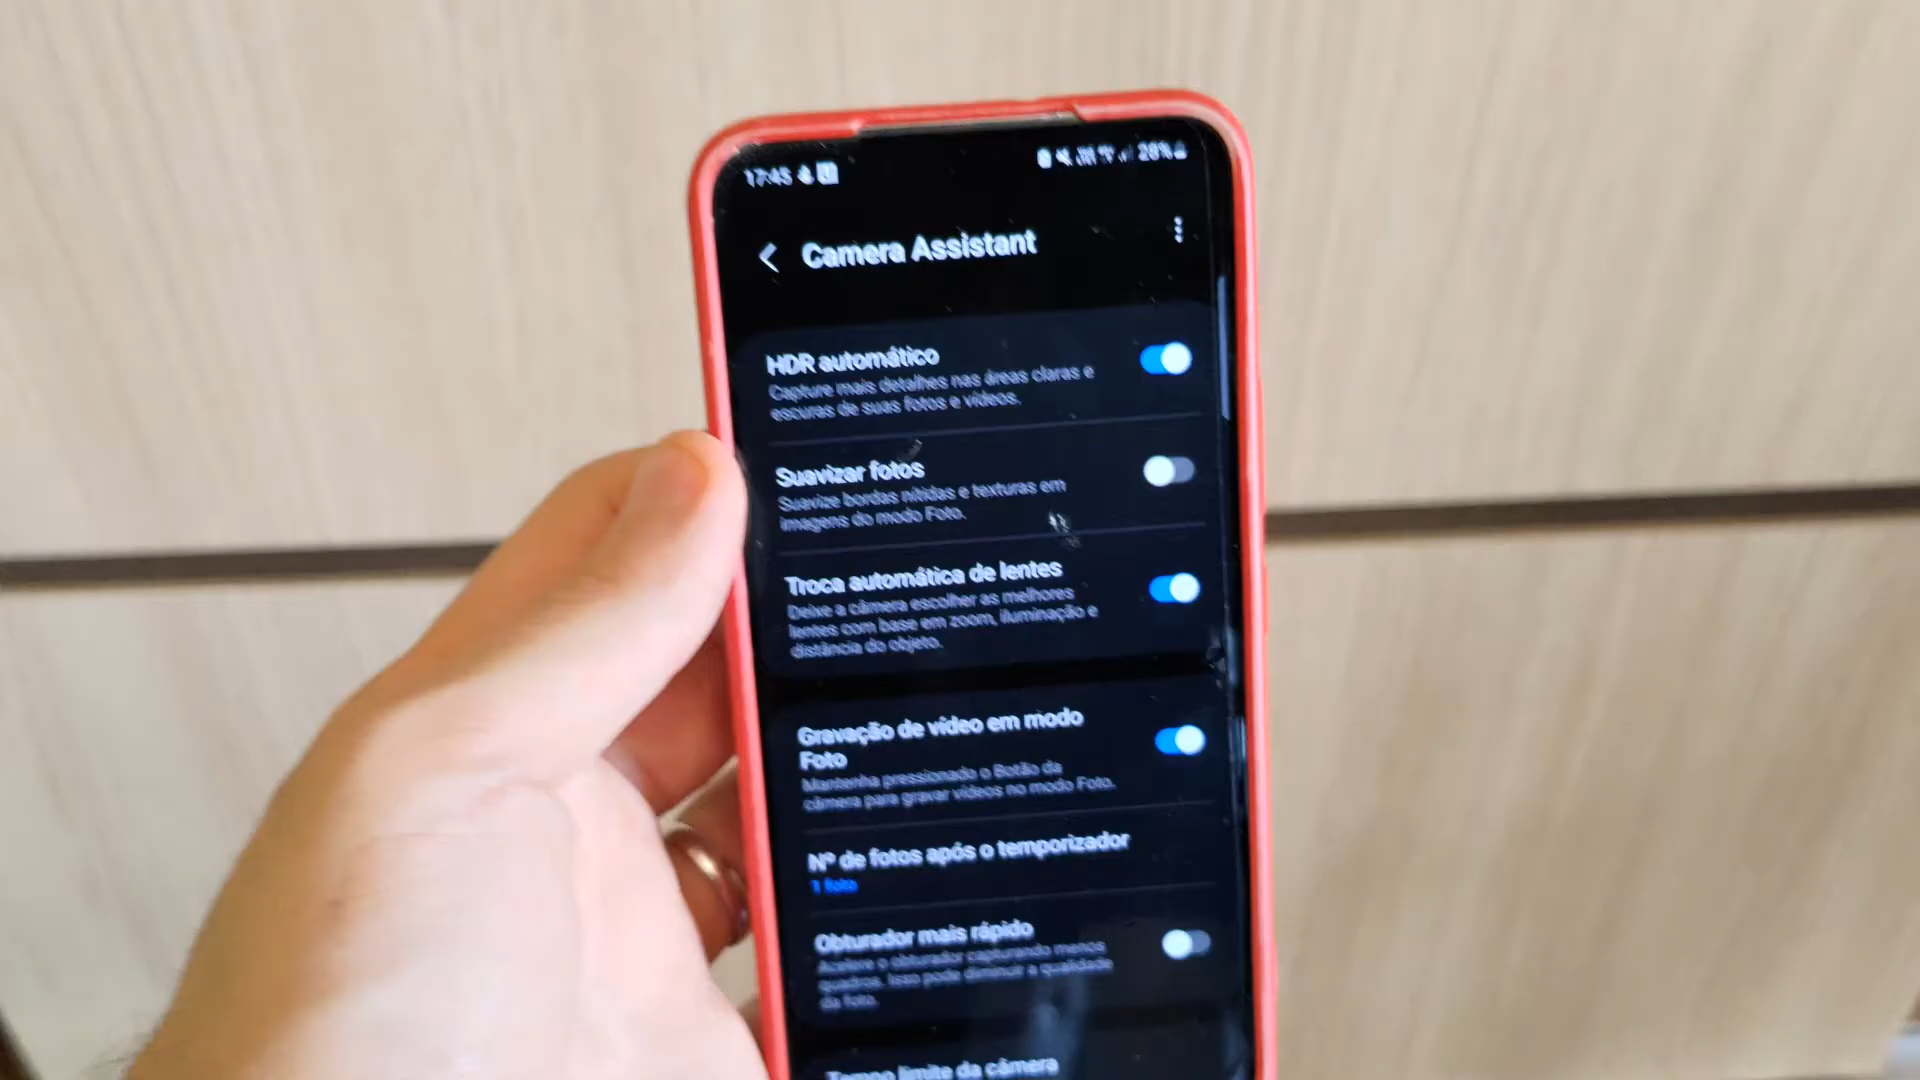 17:45
28%
Camera Assistant
HDR automático
Capture mais detalhes nas áreas claras e
escuras de suas fotos e vídeos.
Suavizar fotos
Suavize bordas nítidas e texturas em
imagens do modo Foto.
Troca automática de lentes
Deixe a câmera escolher as melhores
lentes com base em zoom, iluminação e
distância do objeto.
Gravação de vídeo em modo
Foto
Mantenha pressionado o Botão da
câmera para gravar vídeos no modo Foto.
Nº de fotos após o temporizador
1 foto
Obturador mais rápido
Acelere o obturador capturando menos
quadros. Isso pode diminuir a qualidade
da foto.
Tempo limite da câmera